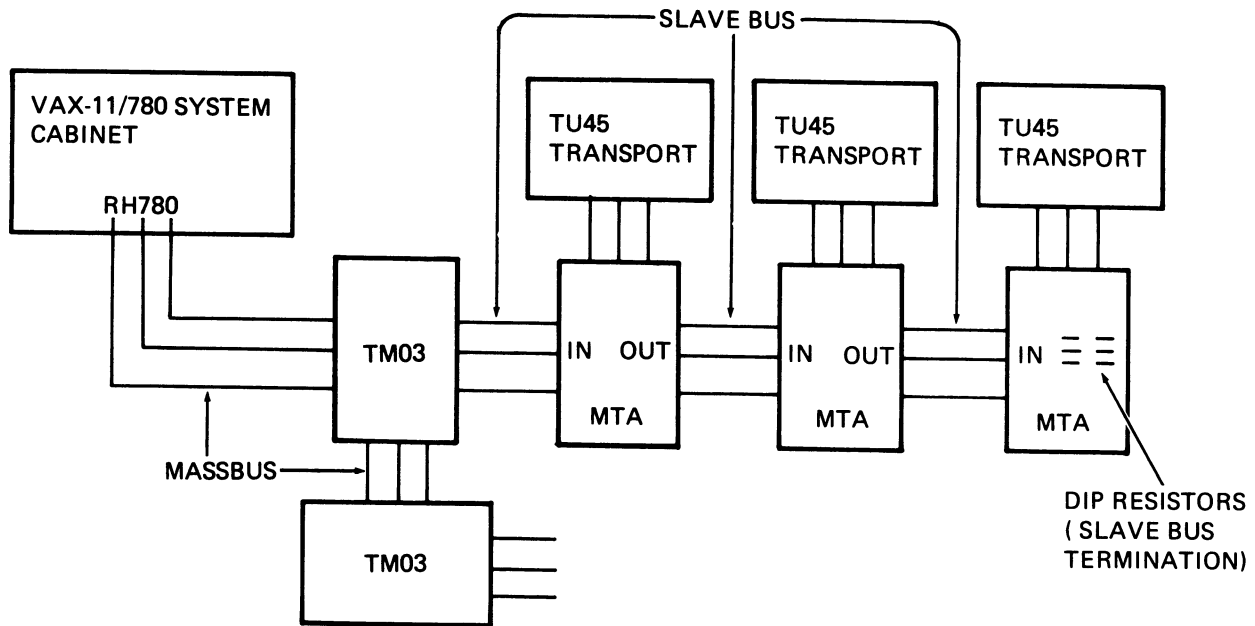 SLAVE BUS
VAX-11/780 SYSTEM
CABINET
RH780
TU45
TRANSPORT
TU45
TRANSPORT
TU45
TRANSPORT
TM03
IN OUT
MTA
IN OUT
MTA
IN
MTA
MASSBUS
TM03
DIP RESISTORS
( SLAVE BUS
TERMINATION)